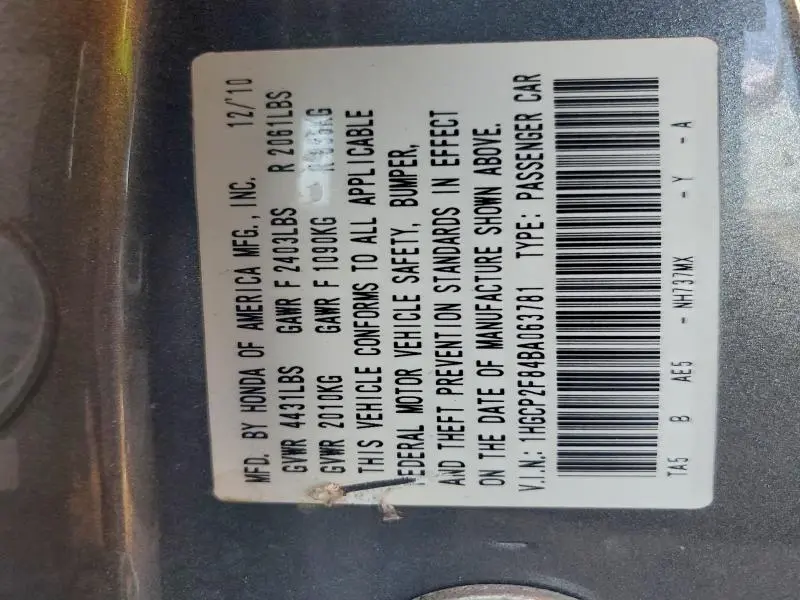 MFD. BY HONDA OF AMERICA MFG., INC. 12/'10
GVWR 4431LBS GAWR F 2403LBS R 2061LBS
GVWR 2010KG GAWR F 1090KG
THIS VEHICLE CONFORMS TO ALL APPLICABLE
FEDERAL MOTOR VEHICLE SAFETY, BUMPER,
AND THEFT PREVENTION STANDARDS IN EFFECT
ON THE DATE OF MANUFACTURE SHOWN ABOVE.
V.I.N.: 1HGCP2F84BA063781 TYPE: PASSENGER CAR
TA5 B AE5 - NH737MX - Y - A